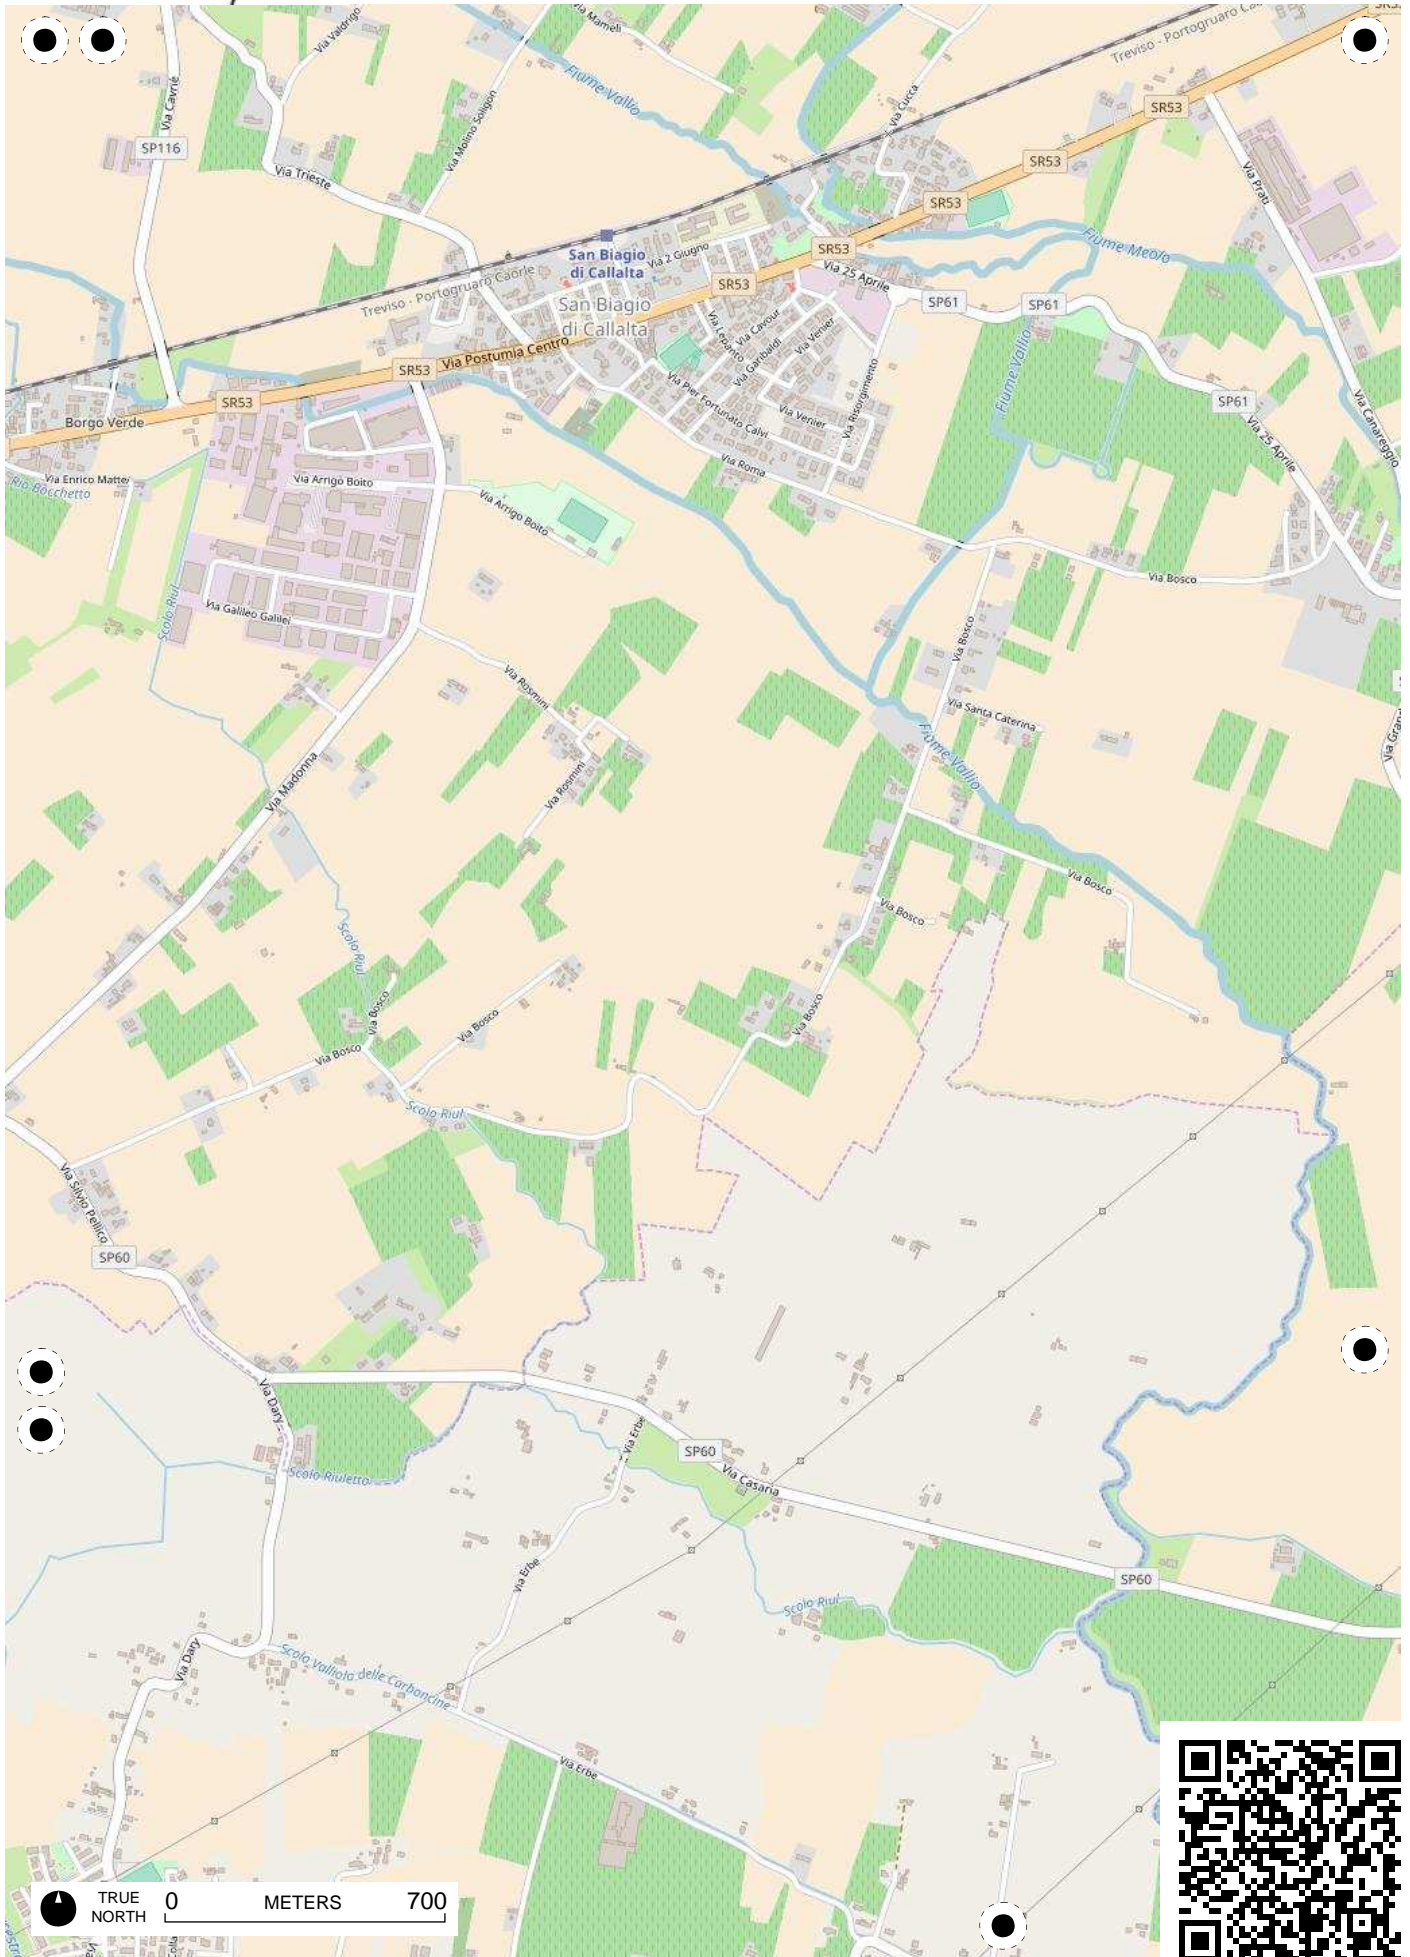 Via Mameli
Via Valdrigo
Treviso - Portogruaro
Fiume Vallio
Via Cavrié
Via Molino Soligon
Via Cucca
SR53
SP116
SR53
Via Trieste
Via Prati
SR53
Fiume Meolo
SR53
San Biagio
di Callalta
Via 2 Giugno
Via 25 Aprile
Treviso - Portogruaro Caorle
SR53
San Biagio
di Callalta
SP61
SP61
Via Lepanto
Via Cavour
Via Garibaldi
Via Venier
Via Postumia Centro
SR53
Fiume Vallio
Via Pier Fortunato Calvi
Via Risorgimento
SP61
SR53
Borgo Verde
Via Venier
Via Canareggio
Via 25 Aprile
Via Roma
Via Enrico Mattei
Rio Bocchetto
Via Arrigo Boito
Via Arrigo Boito
Via Bosco
Scolo Riul
Via Galileo Galilei
Via Bosco
Via Rosmini
Via Santa Caterina
Fiume Vallio
Via Madonna
Via Rosmini
Via Bosco
Via Bosco
Scolo Riul
Via Bosco
Via Bosco
Via Bosco
Via Bosco
Scolo Riul
Via Silvio Pellico
SP60
Via Dary
Via Erbe
SP60
Via Casaria
Scolo Riuletto
Via Erbe
SP60
Scolo Riul
Via Dary
Scolo Valliola delle Carboncine
Via Erbe
TRUE
NORTH
0 METERS 700